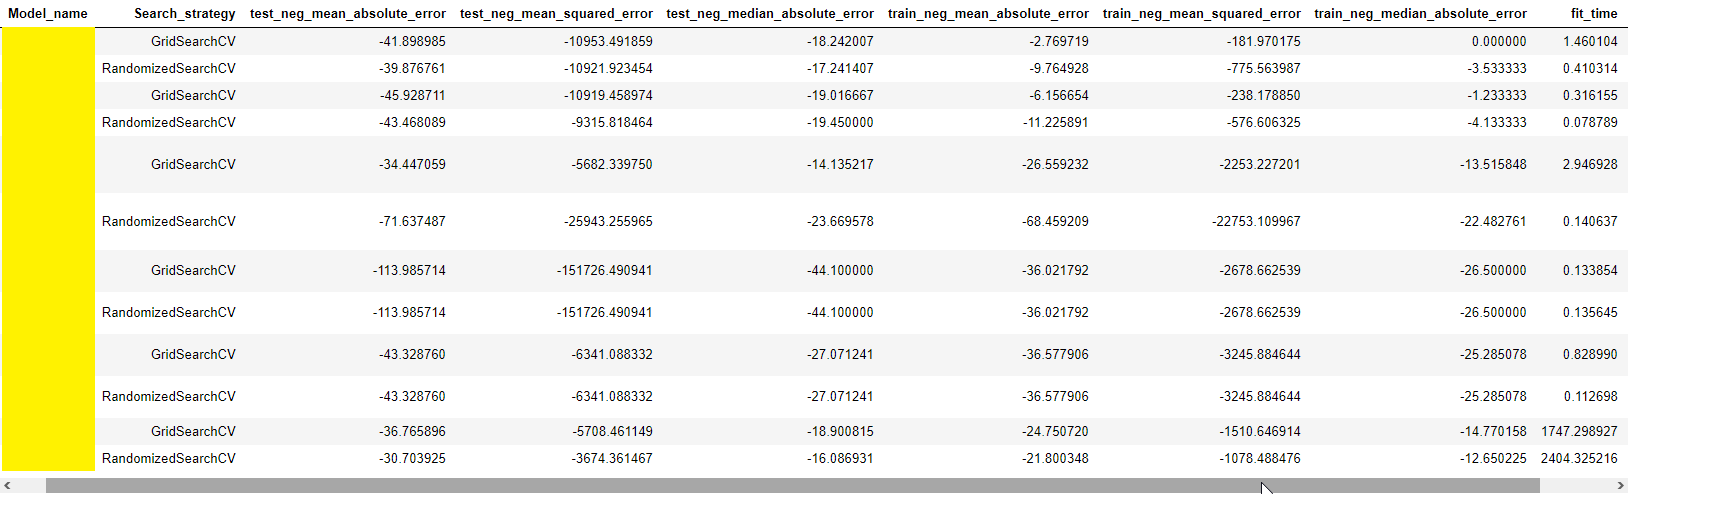 Model_name Search_strategy test_neg_mean_absolute_error test_neg_mean_squared_error test_neg_median_absolute_error train_neg_mean_absolute_error train_neg_mean_squared_error train_neg_median_absolute_error fit_time
GridSearchCV -41.898985 -10953.491859 -18.242007 -2.769719 -181.970175 0.000000 1.460104
RandomizedSearchCV -39.876761 -10921.923454 -17.241407 -9.764928 -775.563987 -3.533333 0.410314
GridSearchCV -45.928711 -10919.458974 -19.016667 -6.156654 -238.178850 -1.233333 0.316155
RandomizedSearchCV -43.468089 -9315.818464 -19.450000 -11.225891 -576.606325 -4.133333 0.078789
GridSearchCV -34.447059 -5682.339750 -14.135217 -26.559232 -2253.227201 -13.515848 2.946928
RandomizedSearchCV -71.637487 -25943.255965 -23.669578 -68.459209 -22753.109967 -22.482761 0.140637
GridSearchCV -113.985714 -151726.490941 -44.100000 -36.021792 -2678.662539 -26.500000 0.133854
RandomizedSearchCV -113.985714 -151726.490941 -44.100000 -36.021792 -2678.662539 -26.500000 0.135645
GridSearchCV -43.328760 -6341.088332 -27.071241 -36.577906 -3245.884644 -25.285078 0.828990
RandomizedSearchCV -43.328760 -6341.088332 -27.071241 -36.577906 -3245.884644 -25.285078 0.112698
GridSearchCV -36.765896 -5708.461149 -18.900815 -24.750720 -1510.646914 -14.770158 1747.298927
RandomizedSearchCV -30.703925 -3674.361467 -16.086931 -21.800348 -1078.488476 -12.650225 2404.325216